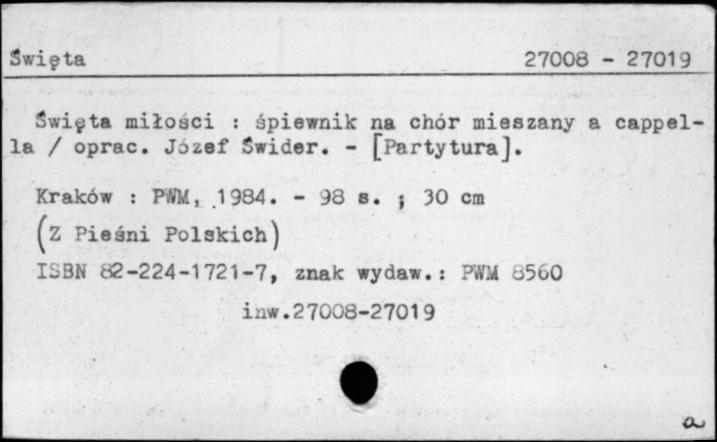 Święta 27008 - 27019
Święta miłości : śpiewnik na chór mieszany a cappel-
la / oprac. Józef Świder. - [Partytura].
Kraków : PWM, 1984. - 98 s. ; 30 cm
(Z Pieśni Polskich)
ISBN 82-224-1721-7, znak wydaw.: PWM 8560
inw.27008-27019
a